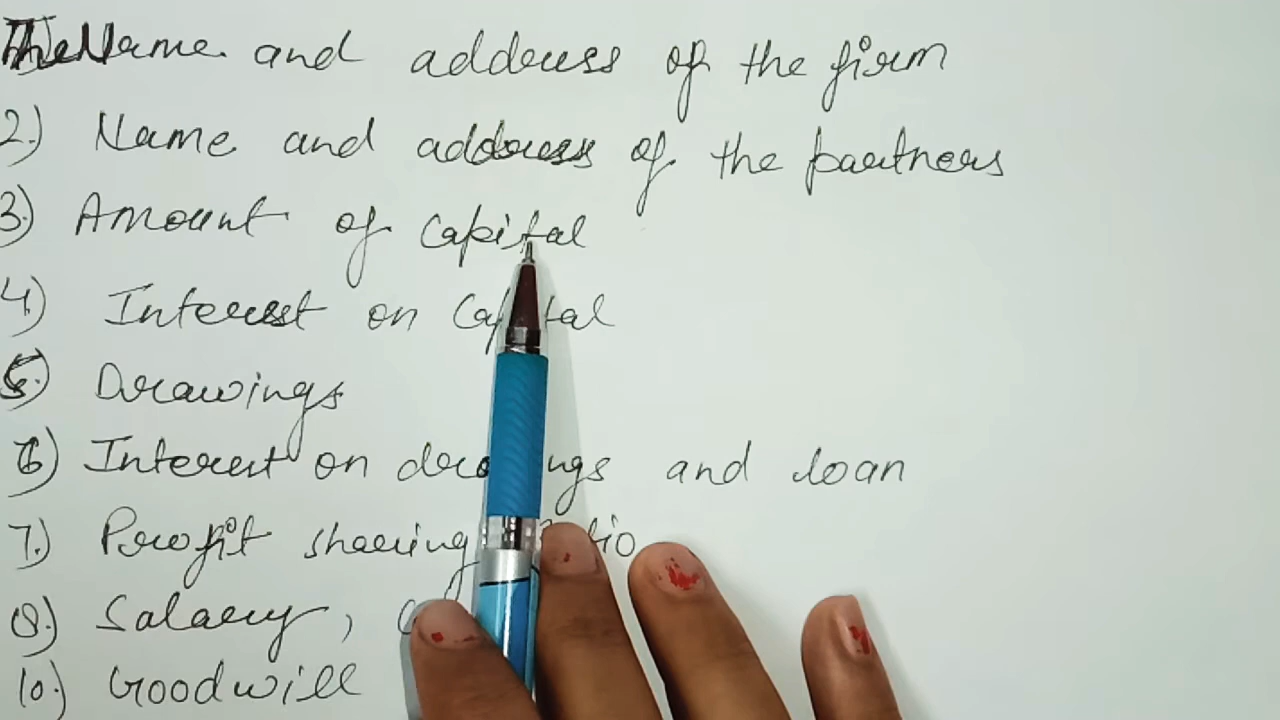 The Name and address of the firm
2.) Name and address of the partners
3.) Amount of capital
4.) Interest on Capital
5.) Drawings
6.) Interest on drawings and loan
7.) Profit sharing
8.) Salary,
10.) Goodwill